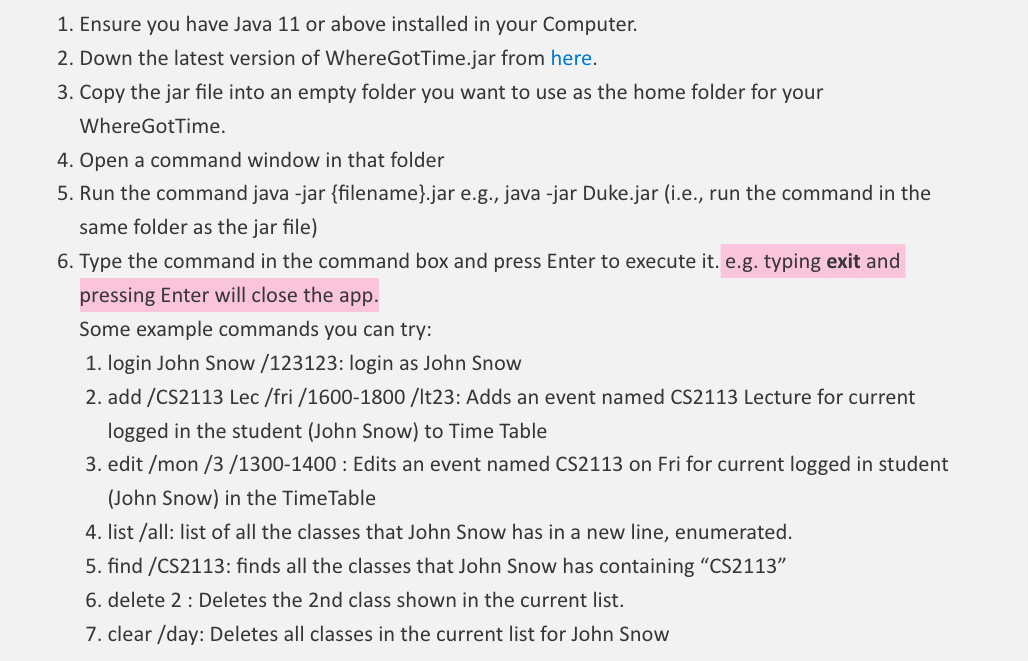 1. Ensure you have Java 11 or above installed in your Computer.
2. Down the latest version of WhereGotTime.jar from here.
3. Copy the jar file into an empty folder you want to use as the home folder for your
WhereGotTime.
4. Open a command window in that folder
5. Run the command java -jar {filename}.jar e.g., java -jar Duke.jar (i.e., run the command in the
same folder as the jar file)
6. Type the command in the command box and press Enter to execute it. e.g. typing exit and
pressing Enter will close the app.
Some example commands you can try:
1. login John Snow /123123: login as John Snow
2. add /CS2113 Lec /fri /1600-1800 /lt23: Adds an event named CS2113 Lecture for current
logged in the student (John Snow) to Time Table
3. edit /mon /3 /1300-1400 : Edits an event named CS2113 on Fri for current logged in student
(John Snow) in the TimeTable
4. list /all: list of all the classes that John Snow has in a new line, enumerated.
5. find /CS2113: finds all the classes that John Snow has containing “CS2113”
6. delete 2 : Deletes the 2nd class shown in the current list.
7. clear /day: Deletes all classes in the current list for John Snow